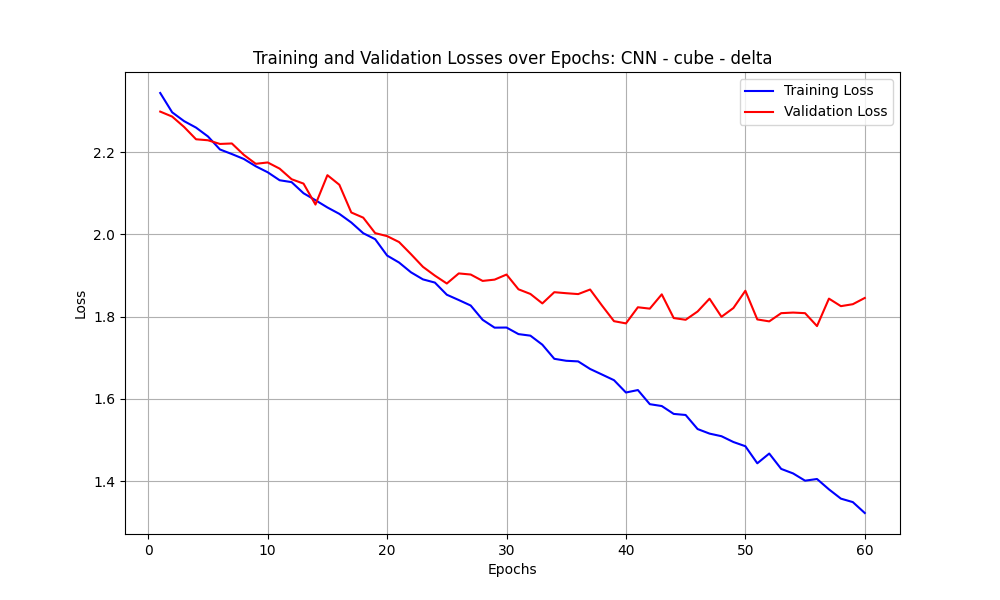 Training and Validation Losses over Epochs: CNN - cube - delta
Training Loss
Validation Loss
Loss
2.2
2.0
1.8
1.6
1.4
0 10 20 30 40 50 60
Epochs